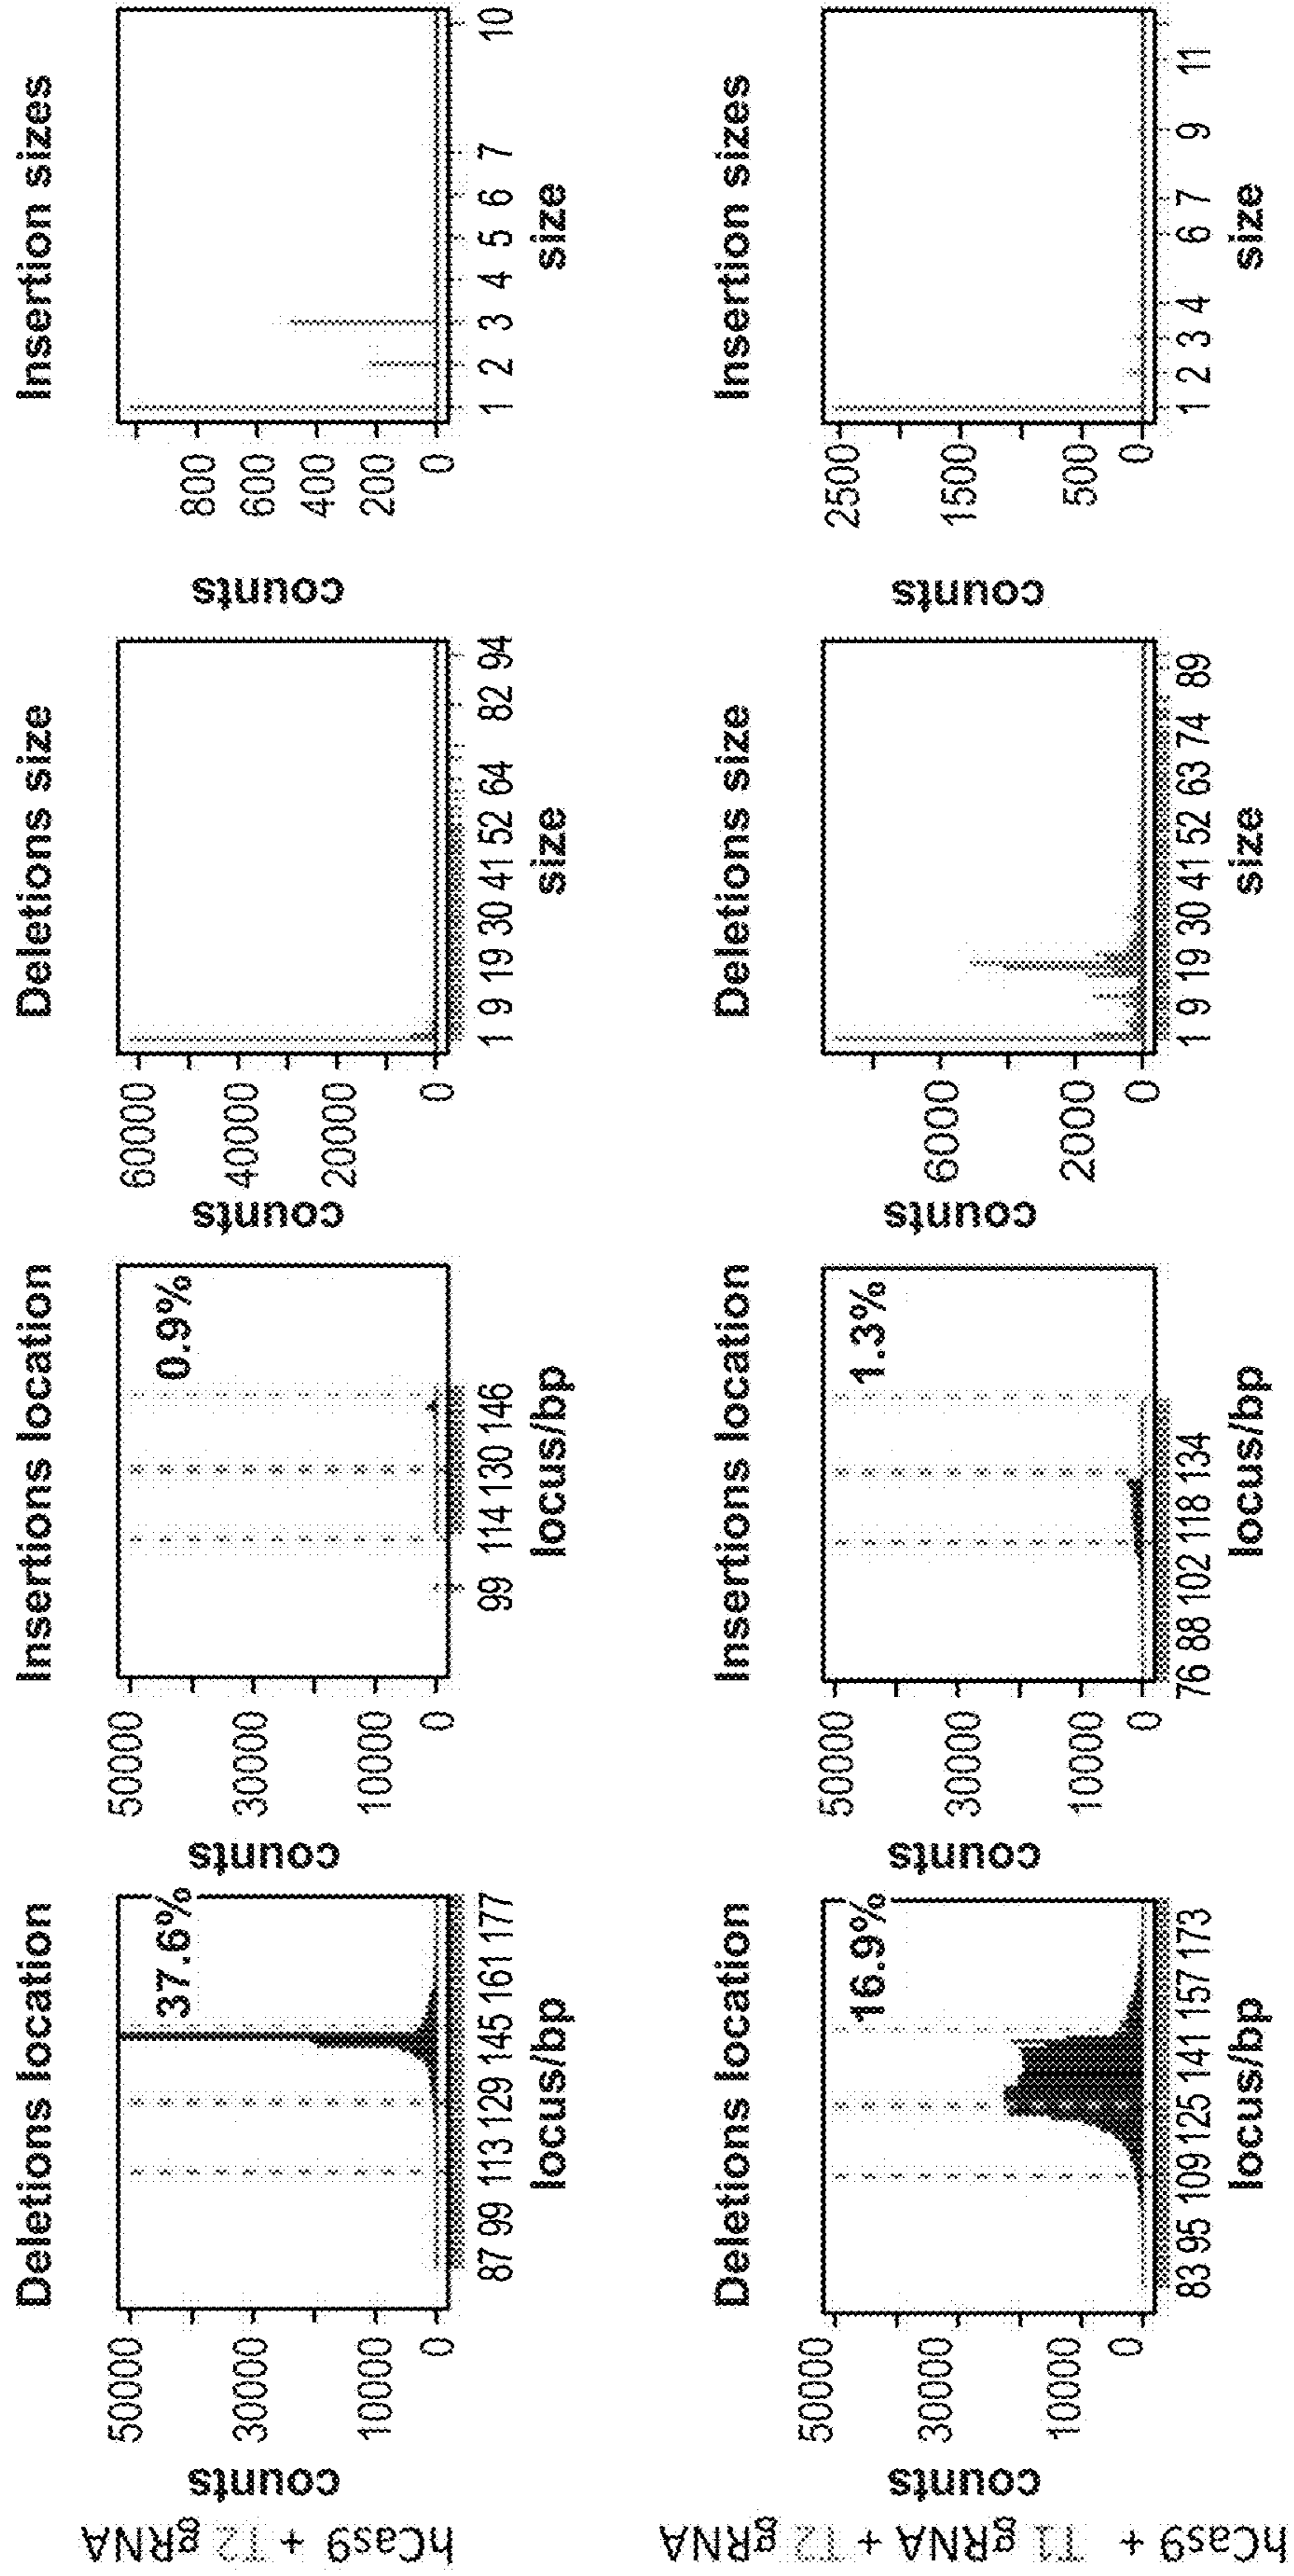 hCas9 + T2 gRNA
Deletions location
counts
50000
30000
10000
0
37.6%
87 99 113 129 145 161 177
locus/bp
Insertions location
counts
50000
30000
10000
0
0.9%
99 114 130 146
locus/bp
Deletions size
counts
60000
40000
20000
0
1 9 19 30 41 52 64 82 94
size
Insertion sizes
counts
800
600
400
200
0
1 2 3 4 5 6 7 10
size
hCas9 + T1 gRNA + T2 gRNA
Deletions location
counts
50000
30000
10000
0
16.9%
83 95 109 125 141 157 173
locus/bp
Insertions location
counts
50000
30000
10000
0
1.3%
76 88 102 118 134
locus/bp
Deletions size
counts
6000
2000
0
1 9 19 30 41 52 63 74 89
size
Insertion sizes
counts
2500
1500
500
0
1 2 3 4 6 7 9 11
size